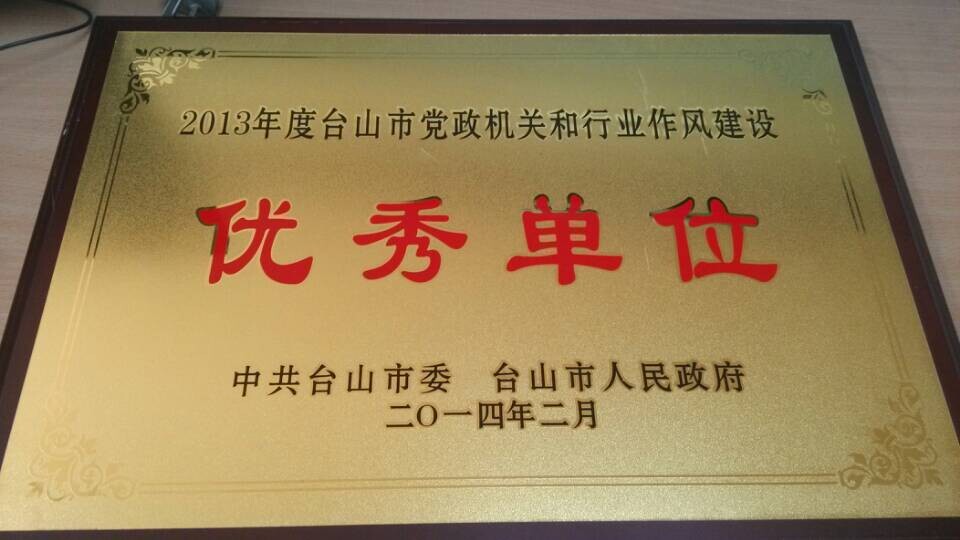 2013年度台山市党政机关和行业作风建设
优秀单位
中共台山市委 台山市人民政府
二〇一四年二月